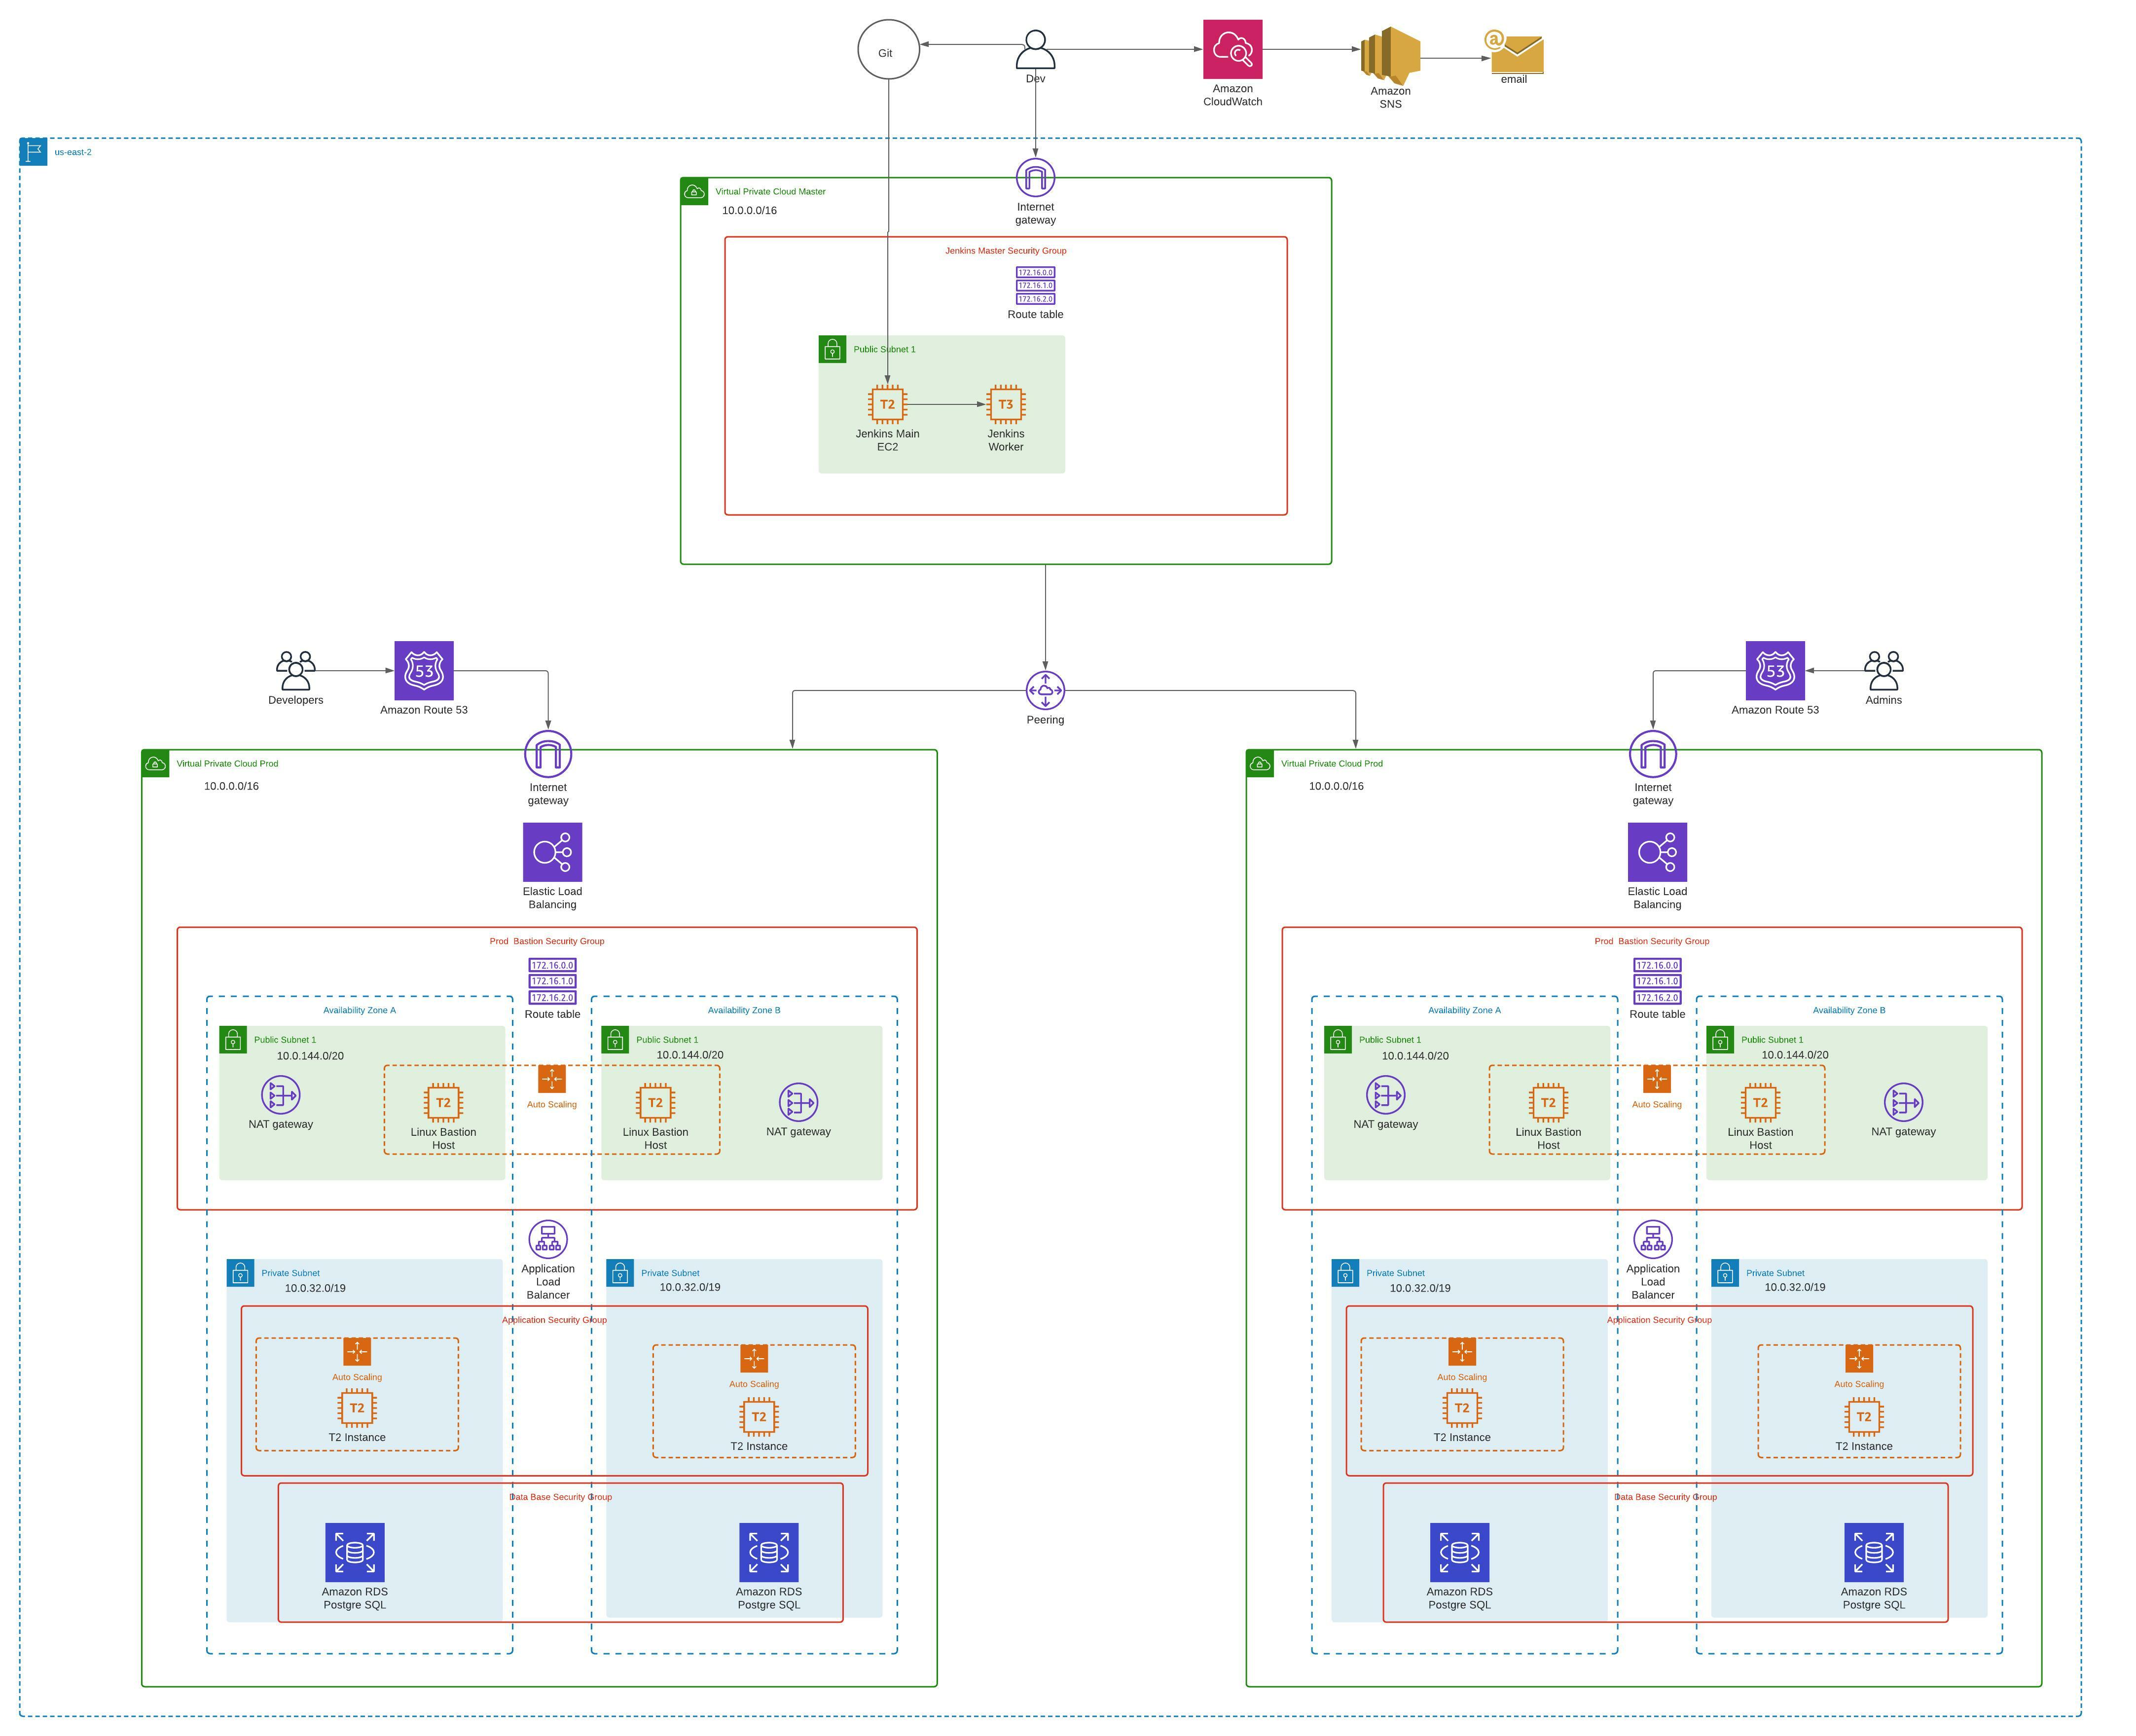 Git
Dev
Amazon
CloudWatch
Amazon
SNS
@
email
us-east-2
Virtual Private Cloud Master
10.0.0.0/16
Internet
gateway
Jenkins Master Security Group
172.16.0.0
172.16.1.0
172.16.2.0
Route table
Public Subnet 1
T2
Jenkins Main
EC2
T3
Jenkins
Worker
Developers
53
Amazon Route 53
Peering
53
Amazon Route 53
Admins
Virtual Private Cloud Prod
10.0.0.0/16
Internet
gateway
Elastic Load
Balancing
Prod Bastion Security Group
172.16.0.0
172.16.1.0
172.16.2.0
Route table
Availability Zone A
Public Subnet 1
10.0.144.0/20
NAT gateway
T2
Linux Bastion
Host
Auto Scaling
Availability Zone B
Public Subnet 1
10.0.144.0/20
T2
Linux Bastion
Host
NAT gateway
Application
Load
Balancer
Private Subnet
10.0.32.0/19
Private Subnet
10.0.32.0/19
Application Security Group
Auto Scaling
T2
T2 Instance
Auto Scaling
T2
T2 Instance
Data Base Security Group
Amazon RDS
Postgre SQL
Amazon RDS
Postgre SQL
Virtual Private Cloud Prod
10.0.0.0/16
Internet
gateway
Elastic Load
Balancing
Prod Bastion Security Group
172.16.0.0
172.16.1.0
172.16.2.0
Route table
Availability Zone A
Public Subnet 1
10.0.144.0/20
NAT gateway
T2
Linux Bastion
Host
Auto Scaling
Availability Zone B
Public Subnet 1
10.0.144.0/20
T2
Linux Bastion
Host
NAT gateway
Application
Load
Balancer
Private Subnet
10.0.32.0/19
Private Subnet
10.0.32.0/19
Application Security Group
Auto Scaling
T2
T2 Instance
Auto Scaling
T2
T2 Instance
Data Base Security Group
Amazon RDS
Postgre SQL
Amazon RDS
Postgre SQL